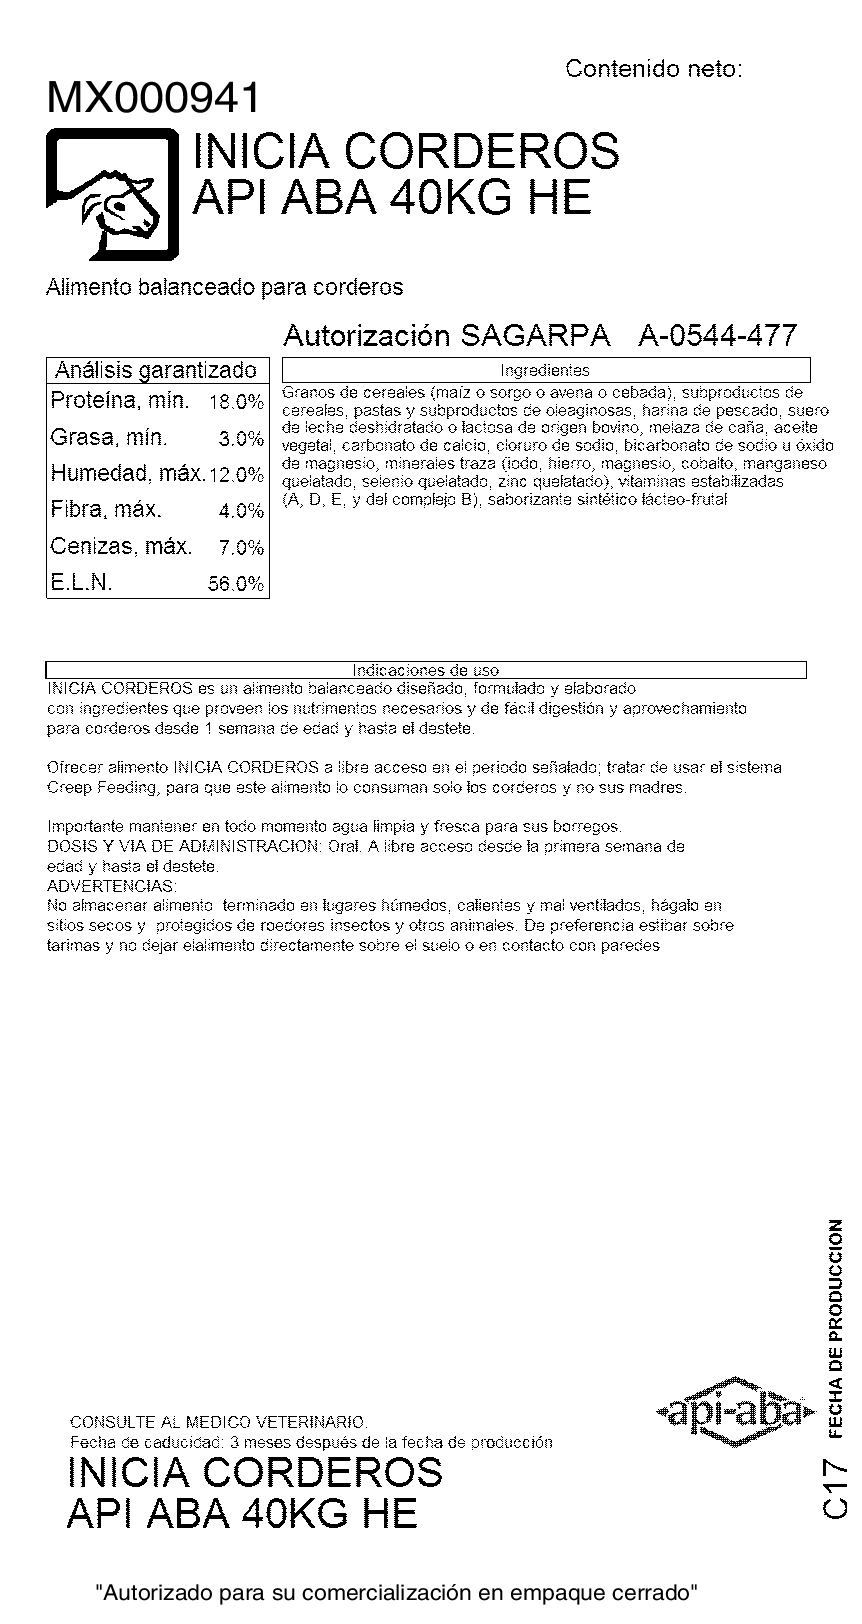 Contenido neto:
MX000941
INICIA CORDEROS
API ABA 40KG HE
Alimento balanceado para corderos
Autorización SAGARPA A-0544-477
Análisis garantizado
Proteína, mín. 18.0%
Grasa, mín. 3.0%
Humedad, máx. 12.0%
Fibra, máx. 4.0%
Cenizas, máx. 7.0%
E.L.N. 56.0%
Ingredientes
Granos de cereales (maíz o sorgo o avena o cebada), subproductos de
cereales, pastas y subproductos de oleaginosas, harina de pescado, suero
de leche deshidratado o lactosa de origen bovino, melaza de caña, aceite
vegetal, carbonato de calcio, cloruro de sodio, bicarbonato de sodio u óxido
de magnesio, minerales traza (iodo, hierro, magnesio, cobalto, manganeso
quelatado, selenio quelatado, zinc quelatado), vitaminas estabilizadas
(A, D, E, y del complejo B), saborizante sintético lácteo-frutal
Indicaciones de uso
INICIA CORDEROS es un alimento balanceado diseñado, formulado y elaborado
con ingredientes que proveen los nutrimentos necesarios y de fácil digestión y aprovechamiento
para corderos desde 1 semana de edad y hasta el destete.
Ofrecer alimento INICIA CORDEROS a libre acceso en el periodo señalado; tratar de usar el sistema
Creep Feeding, para que este alimento lo consuman solo los corderos y no sus madres.
Importante mantener en todo momento agua limpia y fresca para sus borregos.
DOSIS Y VIA DE ADMINISTRACION: Oral. A libre acceso desde la primera semana de
edad y hasta el destete.
ADVERTENCIAS:
No almacenar alimento terminado en lugares húmedos, calientes y mal ventilados, hágalo en
sitios secos y protegidos de roedores insectos y otros animales. De preferencia estibar sobre
tarimas y no dejar elalimento directamente sobre el suelo o en contacto con paredes
FECHA DE PRODUCCION
C17
api-aba
CONSULTE AL MEDICO VETERINARIO.
Fecha de caducidad: 3 meses después de la fecha de producción
INICIA CORDEROS
API ABA 40KG HE
"Autorizado para su comercialización en empaque cerrado"